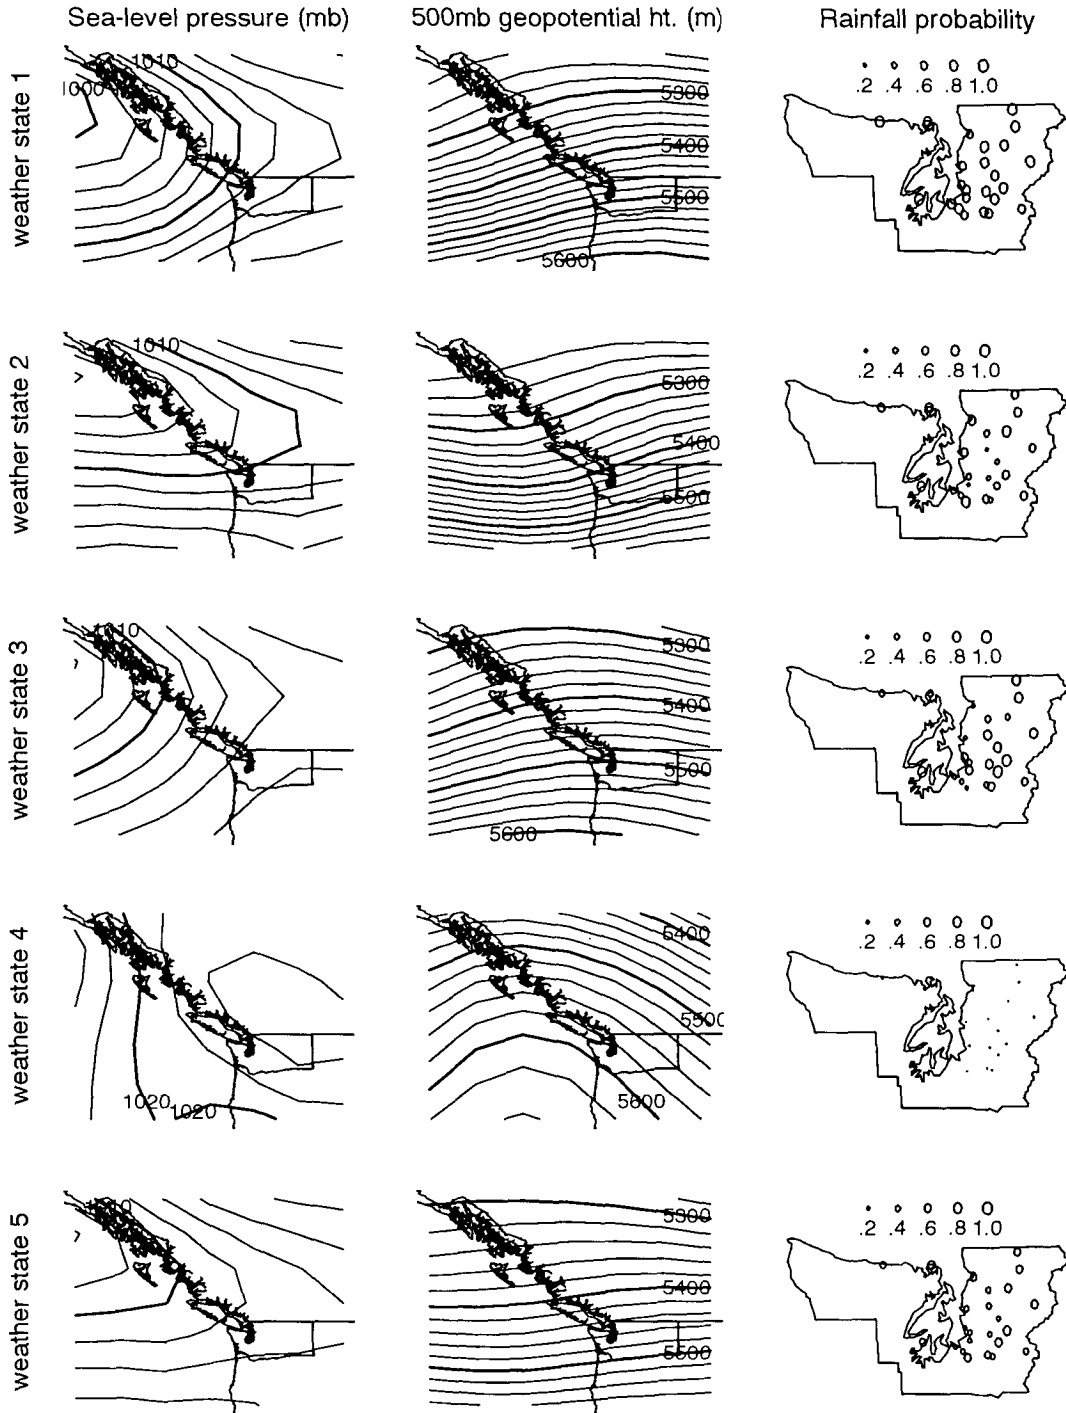 Sea-level pressure (mb)
500mb geopotential ht. (m)
Rainfall probability
weather state 1
1010
1000
5300
5400
5500
5600
.2 .4 .6 .8 1.0
weather state 2
1010
5300
5400
5500
.2 .4 .6 .8 1.0
weather state 3
1010
5300
5400
5500
5600
.2 .4 .6 .8 1.0
weather state 4
1020
1020
5400
5500
5600
.2 .4 .6 .8 1.0
weather state 5
1010
5300
5400
5500
.2 .4 .6 .8 1.0